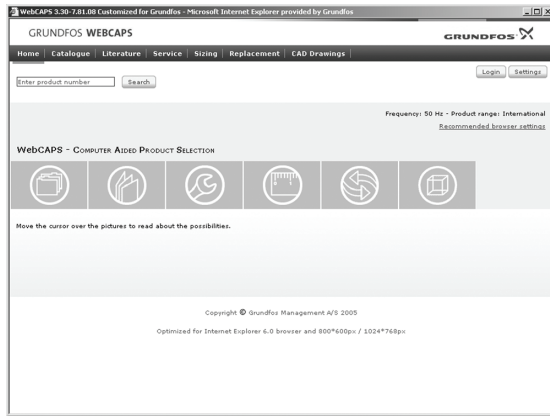 WebCAPS 3.30-7.81.08 Customized for Grundfos - Microsoft Internet Explorer provided by Grundfos
GRUNDFOS WEBCAPS
GRUNDFOS
Home | Catalogue | Literature | Service | Sizing | Replacement | CAD Drawings |
Login Settings
Enter product number Search
Frequency: 50 Hz - Product range: International
Recommended browser settings
WebCAPS - Computer Aided Product Selection
Move the cursor over the pictures to read about the possibilities.
Copyright © Grundfos Management A/S 2005
Optimized for Internet Explorer 6.0 browser and 800*600px / 1024*768px